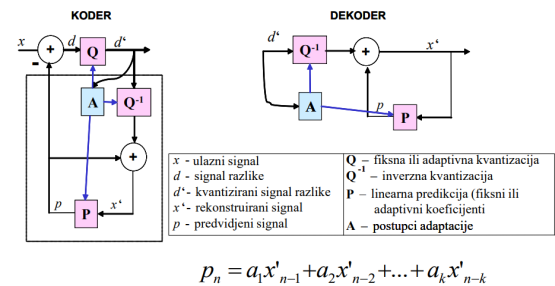 KODER
x
+
-
d
Q
d‘
A
Q-1
+
p
P
x‘
DEKODER
d‘
Q-1
+
x‘
A
p
P
x - ulazni signal
d - signal razlike
d‘ - kvantizirani signal razlike
x‘ - rekonstruirani signal
p - predvidjeni signal
Q – fiksna ili adaptivna kvantizacija
Q-1 - inverzna kvantizacija
P – linearna predikcija (fiksni ili
adaptivni koeficijenti
A – postupci adaptacije
pn = a1x'n−1+a2x'n−2+...+akx'n−k